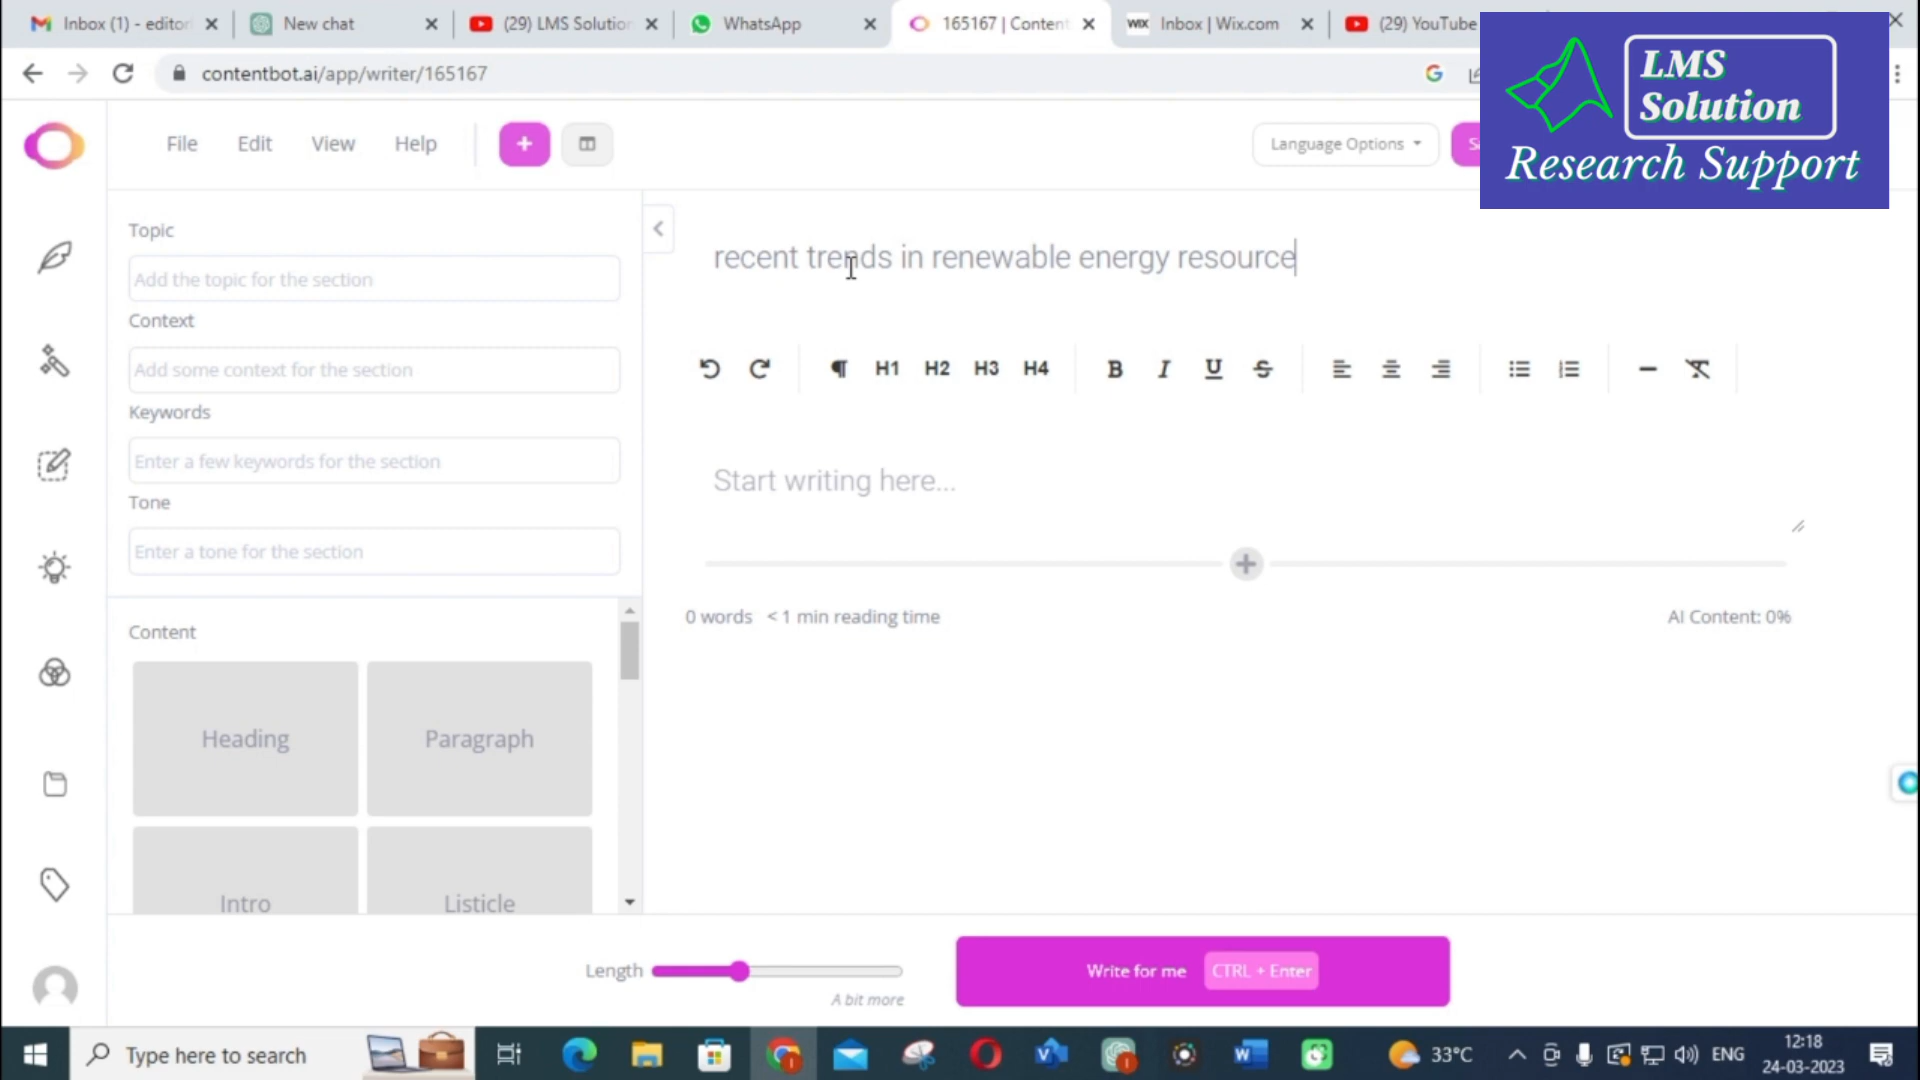 Inbox (1) - editori
New chat
(29) LMS Solution
WhatsApp
165167 | Content
WIX
Inbox | Wix.com
(29) YouTube
contentbot.ai/app/writer/165167
LMS
Solution
Research Support
File
Edit
View
Help
Language Options
Topic
Add the topic for the section
Context
Add some context for the section
Keywords
Enter a few keywords for the section
Tone
Enter a tone for the section
recent trends in renewable energy resource
H1 H2 H3 H4 B I U S
Start writing here...
0 words < 1 min reading time
AI Content: 0%
Content
Heading
Paragraph
Intro
Listicle
Length
A bit more
Write for me CTRL + Enter
Type here to search
33°C
ENG
12:18
24-03-2023